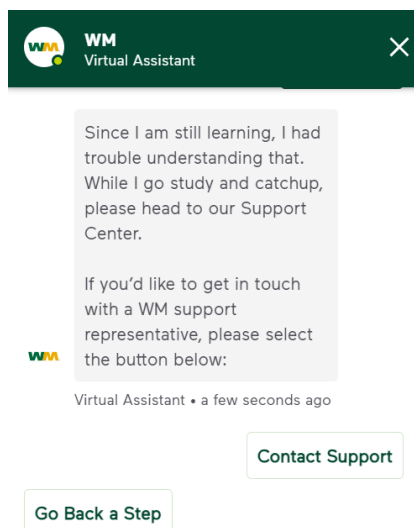 WM
WM
Virtual Assistant
Since I am still learning, I had
trouble understanding that.
While I go study and catchup,
please head to our Support
Center.
If you'd like to get in touch
with a WM support
representative, please select
the button below:
WM
Virtual Assistant • a few seconds ago
Contact Support
Go Back a Step